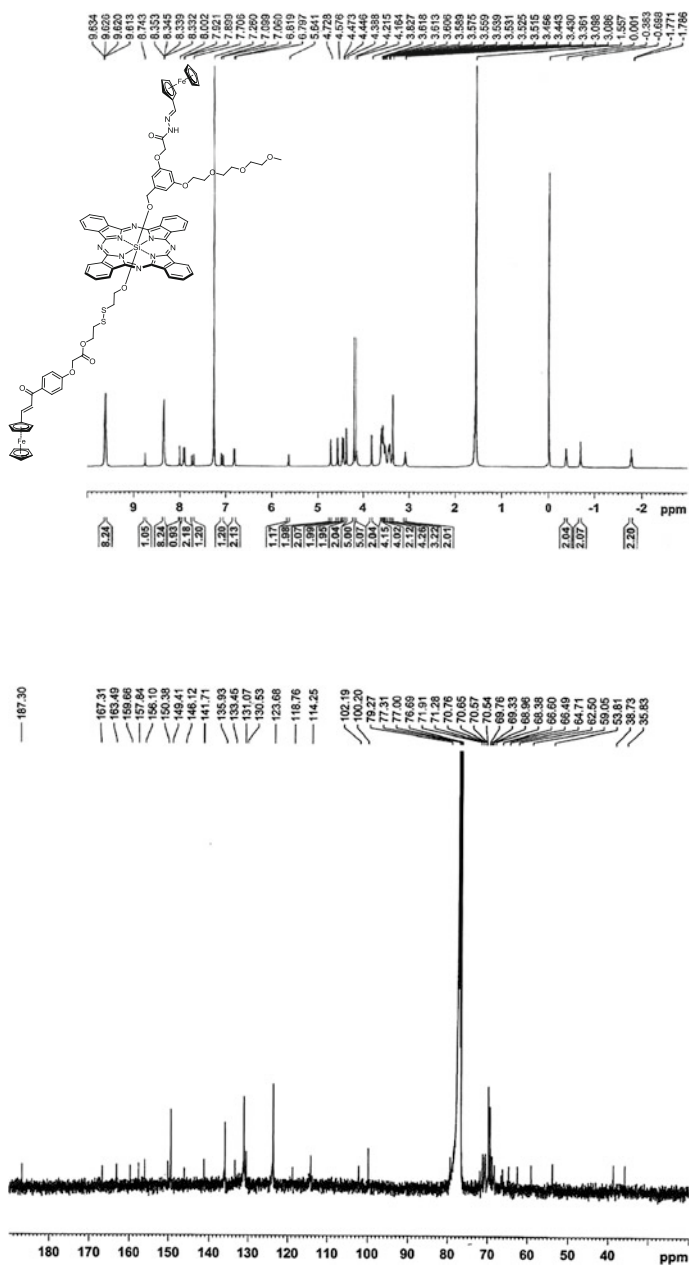 9.634 9.626 9.620 9.613 8.743 8.353 8.345 8.339 8.332 8.002 7.921 7.899 7.706 7.260 7.099 7.060 6.819 6.797 5.641 4.728 4.576 4.473 4.446 4.388 4.215 4.164 3.827 3.618 3.613 3.606 3.589 3.575 3.559 3.539 3.531 3.525 3.515 3.456 3.443 3.430 3.361 3.098 3.086 1.557 0.001 -0.383 -0.698 -1.771 -1.786
Fe
N
O NH
O
O O O O
O
N
N N N
N Si N
N N
N
O
S
S
O
O
O
O
Fe
9 8 7 6 5 4 3 2 1 0 -1 -2 ppm
8.24 1.05 8.24 0.93 2.18 1.20 1.20 2.13 1.17 1.98 2.07 1.99 1.95 2.04 5.00 5.07 2.04 4.15 4.02 2.12 4.26 3.22 2.01 2.04 2.07 2.20
187.30 167.31 163.49 159.66 157.84 156.10 150.38 149.41 146.12 141.71 135.93 133.45 131.07 130.53 123.68 118.76 114.25 102.19 100.20 79.27 77.31 77.00 76.69 71.91 71.28 70.76 70.65 70.57 70.54 69.76 69.33 68.96 68.38 66.60 66.49 64.71 62.50 59.05 53.81 38.73 35.83
180 160 140 120 100 80 70 60 40 ppm